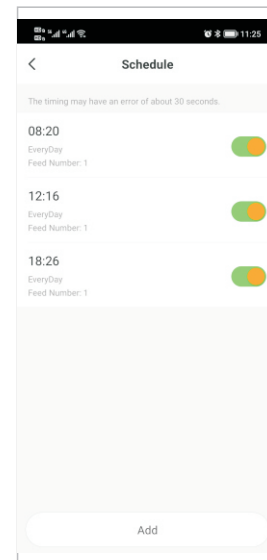 11:25
Schedule
The timing may have an error of about 30 seconds.
08:20
EveryDay
Feed Number: 1
12:16
EveryDay
Feed Number: 1
18:26
EveryDay
Feed Number: 1
Add